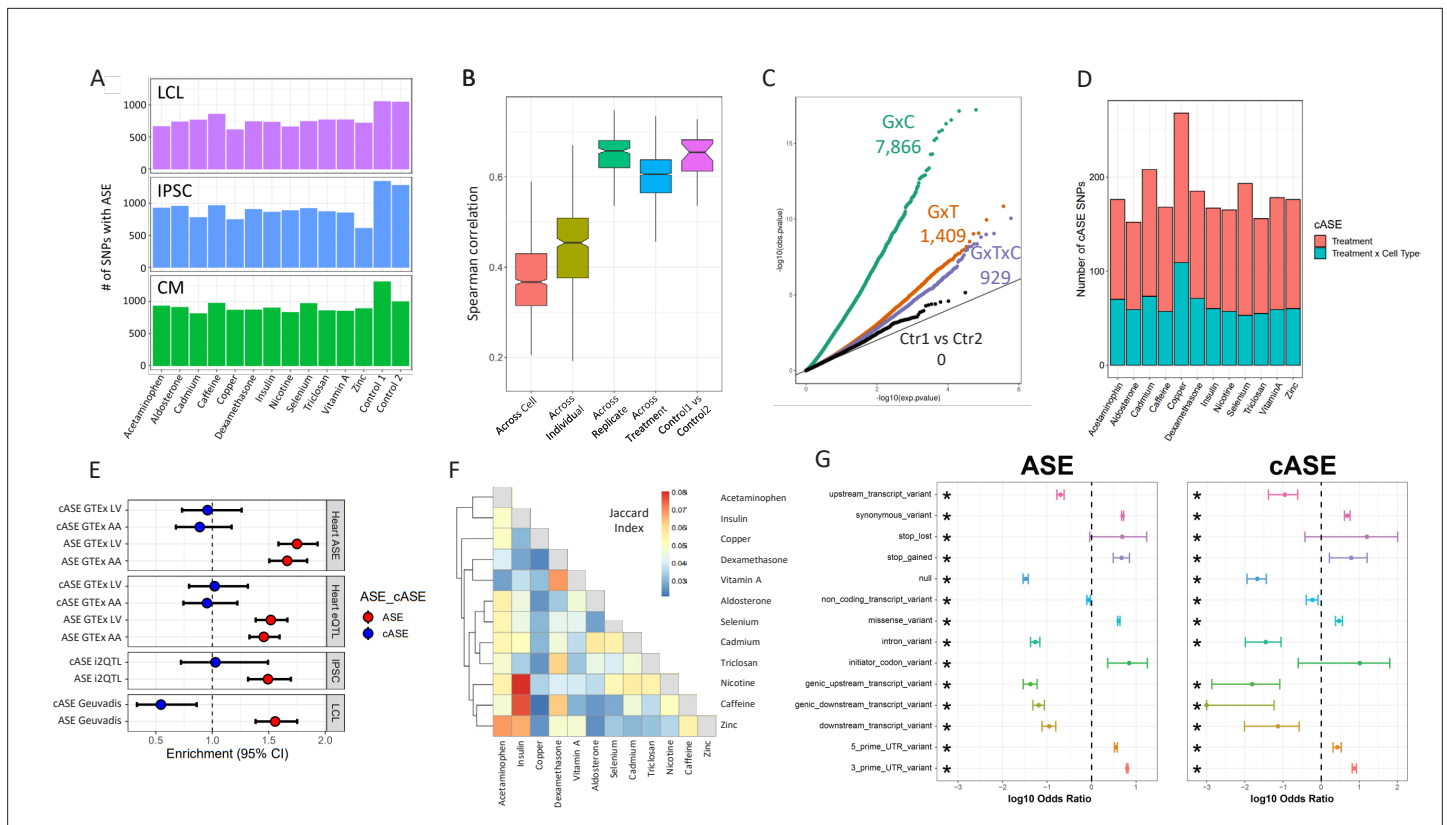 A
LCL
1000
500
0
IPSC
1000
500
0
CM
1000
500
0
# of SNPs with ASE
Acetaminophen
Aldosterone
Cadmium
Caffeine
Copper
Dexamethasone
Insulin
Nicotine
Selenium
Triclosan
Vitamin A
Zinc
Control 1
Control 2
B
Spearman correlation
0.6
0.4
0.2
Across Cell
Across Individual
Across Replicate
Across Treatment
Control1 vs Control2
C
GxC
7,866
GxT
1,409
GxTxC
929
Ctr1 vs Ctr2
0
-log10(obs.pvalue)
15
10
5
0
0
2
4
6
-log10(exp.pvalue)
D
Number of cASE SNPs
200
100
0
cASE
Treatment
Treatment x Cell Type
Acetaminophin
Aldosterone
Cadmium
Caffeine
Copper
Dexamethasone
Insulin
Nicotine
Selenium
Triclosan
VitaminA
Zinc
E
cASE GTEx LV
cASE GTEx AA
ASE GTEx LV
ASE GTEx AA
Heart ASE
cASE GTEx LV
cASE GTEx AA
ASE GTEx LV
ASE GTEx AA
Heart eQTL
cASE i2QTL
ASE i2QTL
IPSC
cASE Geuvadis
ASE Geuvadis
LCL
0.5
1.0
1.5
2.0
Enrichment (95% CI)
ASE_cASE
ASE
cASE
F
Jaccard
Index
0.08
0.06
0.05
0.03
Acetaminophen
Insulin
Copper
Dexamethasone
Vitamin A
Aldosterone
Selenium
Cadmium
Triclosan
Nicotine
Caffeine
Zinc
Acetaminophen
Insulin
Copper
Dexamethasone
Vitamin A
Aldosterone
Selenium
Cadmium
Triclosan
Nicotine
Caffeine
Zinc
G
ASE
cASE
upstream_transcript_variant
synonymous_variant
stop_lost
stop_gained
null
non_coding_transcript_variant
missense_variant
intron_variant
initiator_codon_variant
genic_upstream_transcript_variant
genic_downstream_transcript_variant
downstream_transcript_variant
5_prime_UTR_variant
3_prime_UTR_variant
−3
−2
−1
0
1
log10 Odds Ratio
−3
−2
−1
0
1
2
log10 Odds Ratio